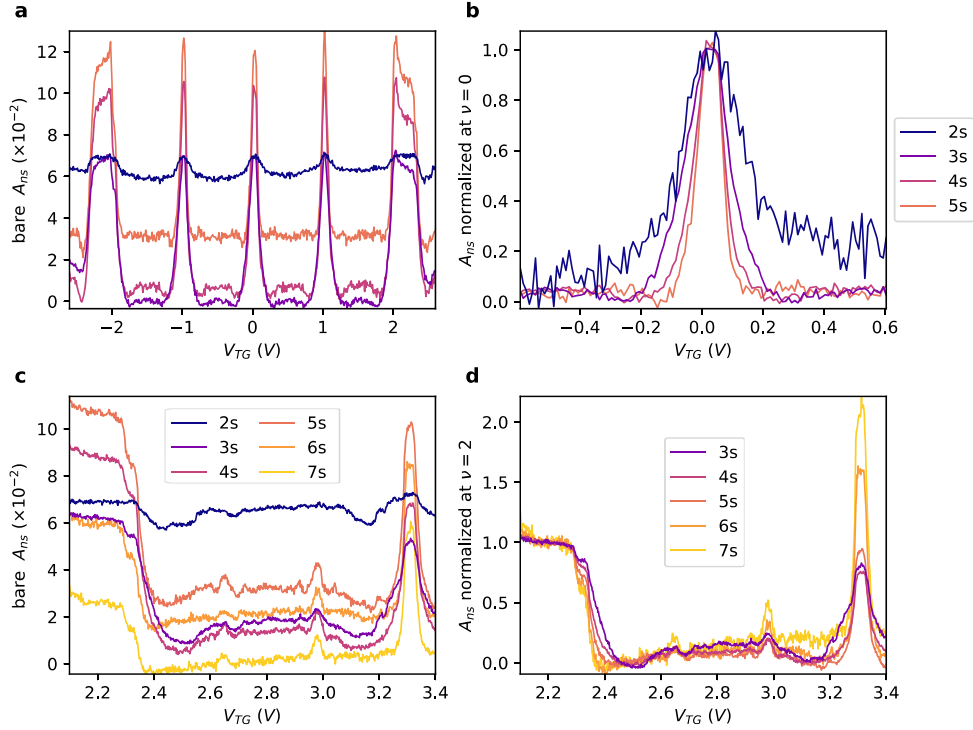 a
bare A_ns (×10⁻²)
12
10
8
6
4
2
0
−2
−1
0
1
2
V_TG (V)
b
A_ns normalized at ν = 0
1.0
0.8
0.6
0.4
0.2
0.0
−0.4
−0.2
0.0
0.2
0.4
0.6
V_TG (V)
2s
3s
4s
5s
c
bare A_ns (×10⁻²)
10
8
6
4
2
0
2s
3s
4s
5s
6s
7s
2.2
2.4
2.6
2.8
3.0
3.2
3.4
V_TG (V)
d
A_ns normalized at ν = 2
2.0
1.5
1.0
0.5
0.0
3s
4s
5s
6s
7s
2.2
2.4
2.6
2.8
3.0
3.2
3.4
V_TG (V)